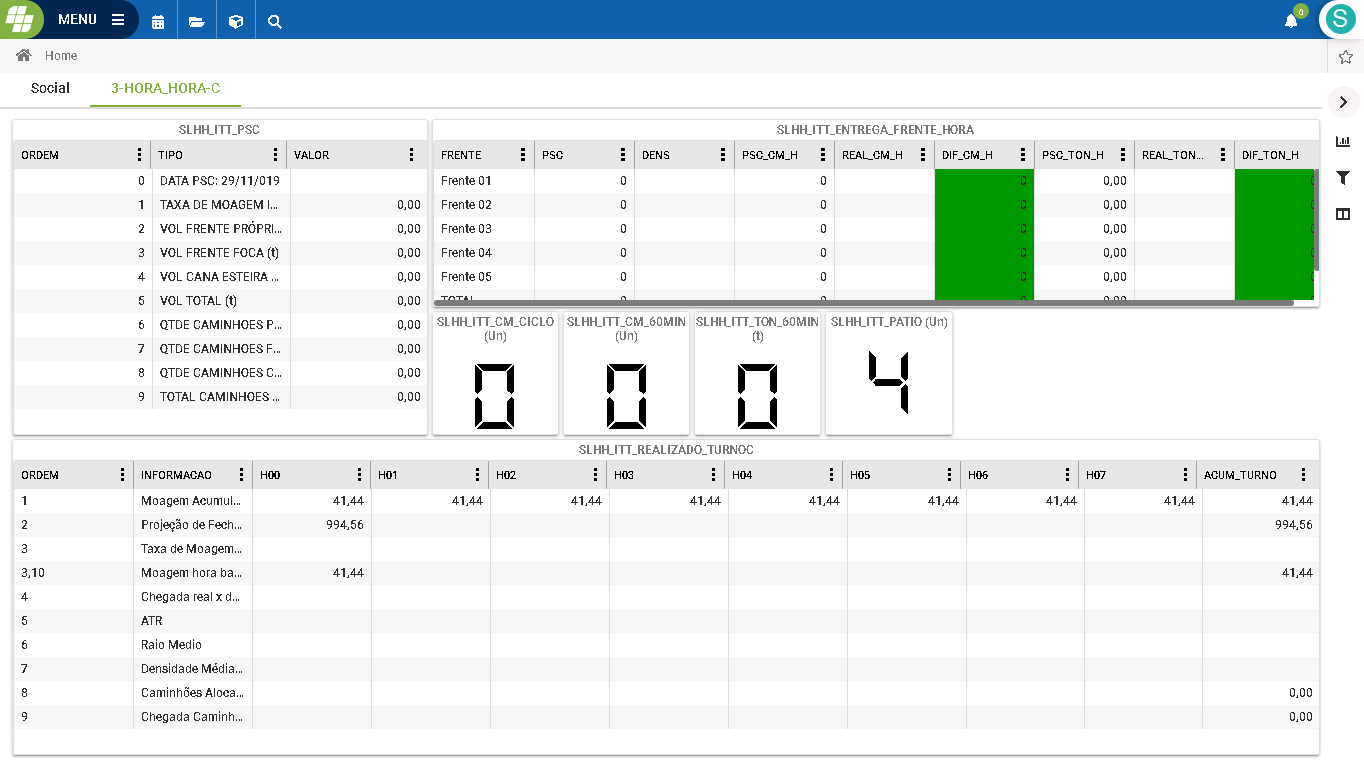 MENU
0
S
Home
Social 3-HORA_HORA-C
SLHH_ITT_PSC
ORDEM TIPO VALOR
0 DATA PSC: 29/11/019
1 TAXA DE MOAGEM I... 0,00
2 VOL FRENTE PRÓPRI... 0,00
3 VOL FRENTE FOCA (t) 0,00
4 VOL CANA ESTEIRA ... 0,00
5 VOL TOTAL (t) 0,00
6 QTDE CAMINHOES P... 0,00
7 QTDE CAMINHOES F... 0,00
8 QTDE CAMINHOES C... 0,00
9 TOTAL CAMINHOES ... 0,00
SLHH_ITT_ENTREGA_FRENTE_HORA
FRENTE PSC DENS PSC_CM_H REAL_CM_H DIF_CM_H PSC_TON_H REAL_TON... DIF_TON_H
Frente 01 0 0 0 0,00 0
Frente 02 0 0 0 0,00 0
Frente 03 0 0 0 0,00 0
Frente 04 0 0 0 0,00 0
Frente 05 0 0 0 0,00 0
TOTAL 0 0 0 0,00 0
SLHH_ITT_CM_CICLO
(Un)
0
SLHH_ITT_CM_60MIN
(Un)
0
SLHH_ITT_TON_60MIN
(t)
0
SLHH_ITT_PATIO (Un)
4
SLHH_ITT_REALIZADO_TURNOC
ORDEM INFORMACAO H00 H01 H02 H03 H04 H05 H06 H07 ACUM_TURNO
1 Moagem Acumul... 41,44 41,44 41,44 41,44 41,44 41,44 41,44 41,44 41,44
2 Projeção de Fech... 994,56 994,56
3 Taxa de Moagem...
3,10 Moagem hora ba... 41,44 41,44
4 Chegada real x d...
5 ATR
6 Raio Medio
7 Densidade Média...
8 Caminhões Aloca... 0,00
9 Chegada Caminh... 0,00